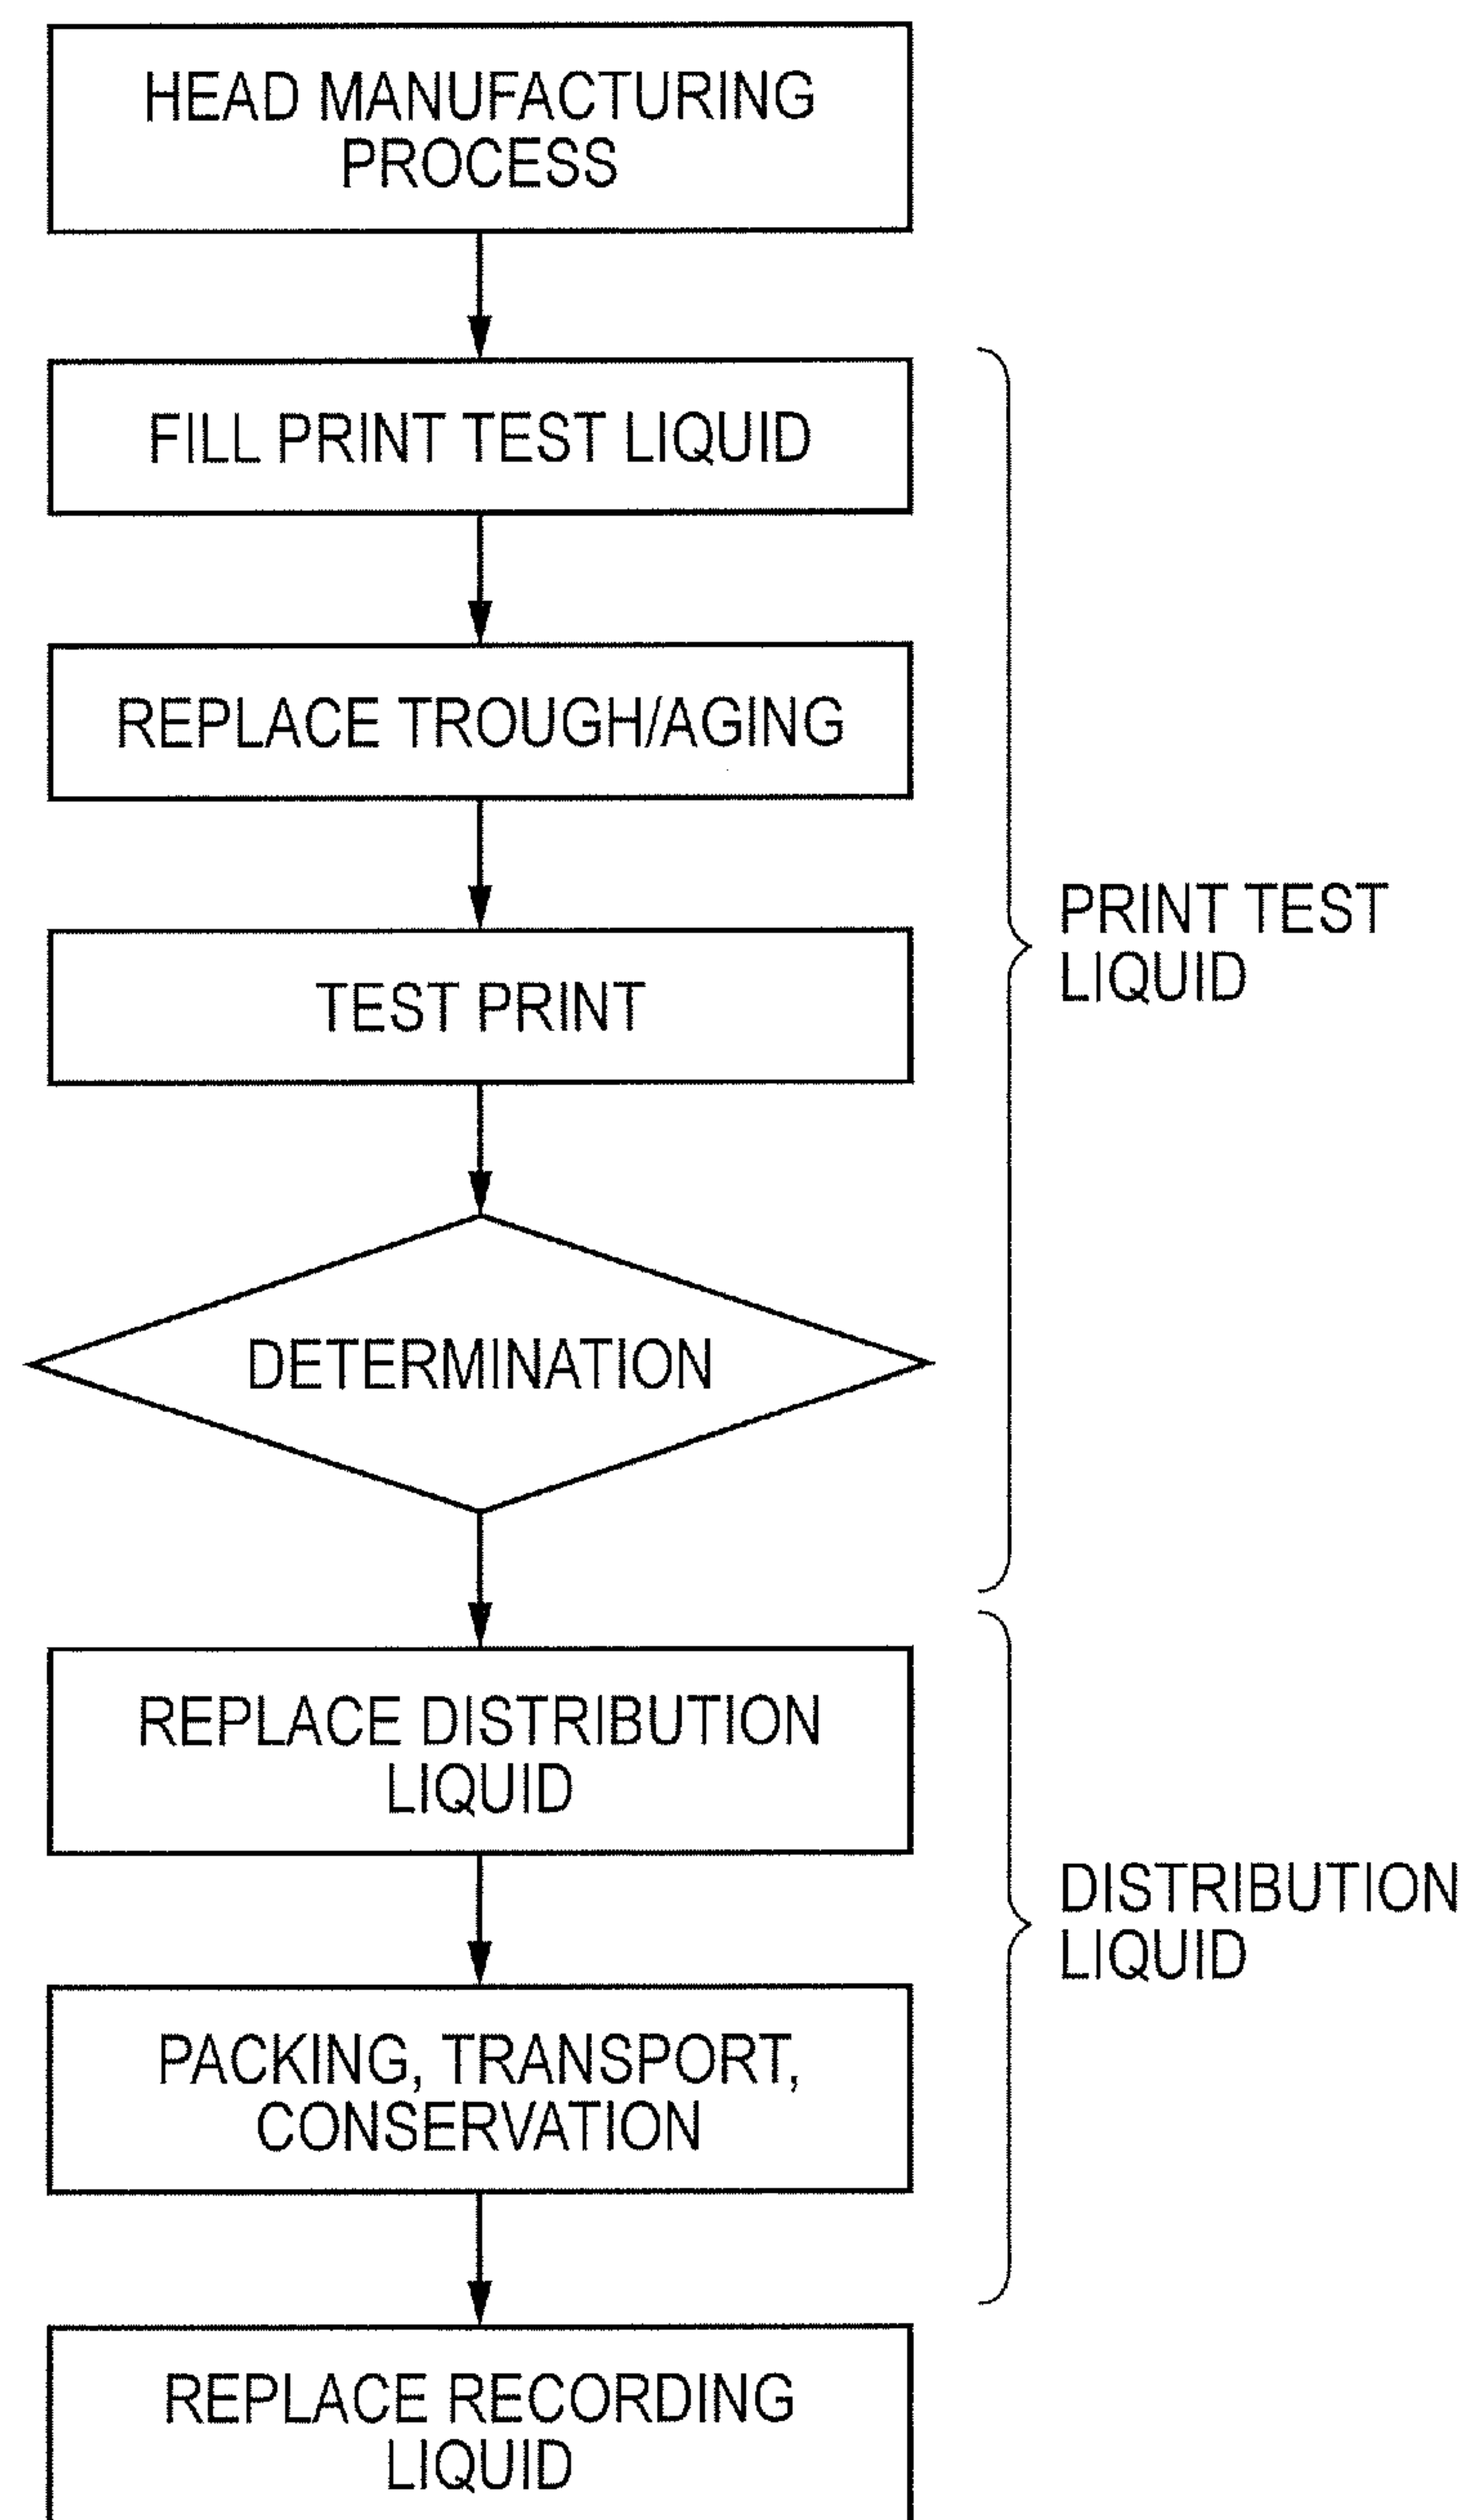 HEAD MANUFACTURING
PROCESS
FILL PRINT TEST LIQUID
REPLACE TROUGH/AGING
TEST PRINT
PRINT TEST
LIQUID
DETERMINATION
REPLACE DISTRIBUTION
LIQUID
DISTRIBUTION
LIQUID
PACKING, TRANSPORT,
CONSERVATION
REPLACE RECORDING
LIQUID